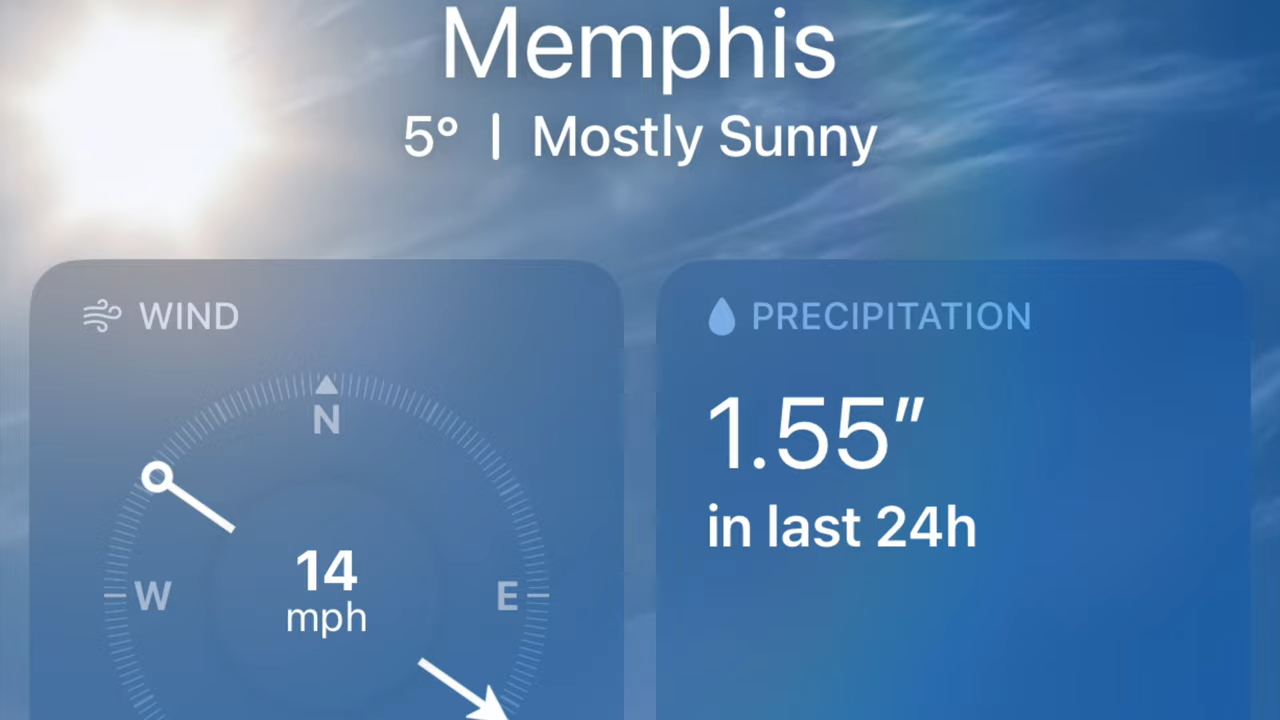 Memphis
5° | Mostly Sunny
WIND
N
W
E
14
mph
PRECIPITATION
1.55″
in last 24h